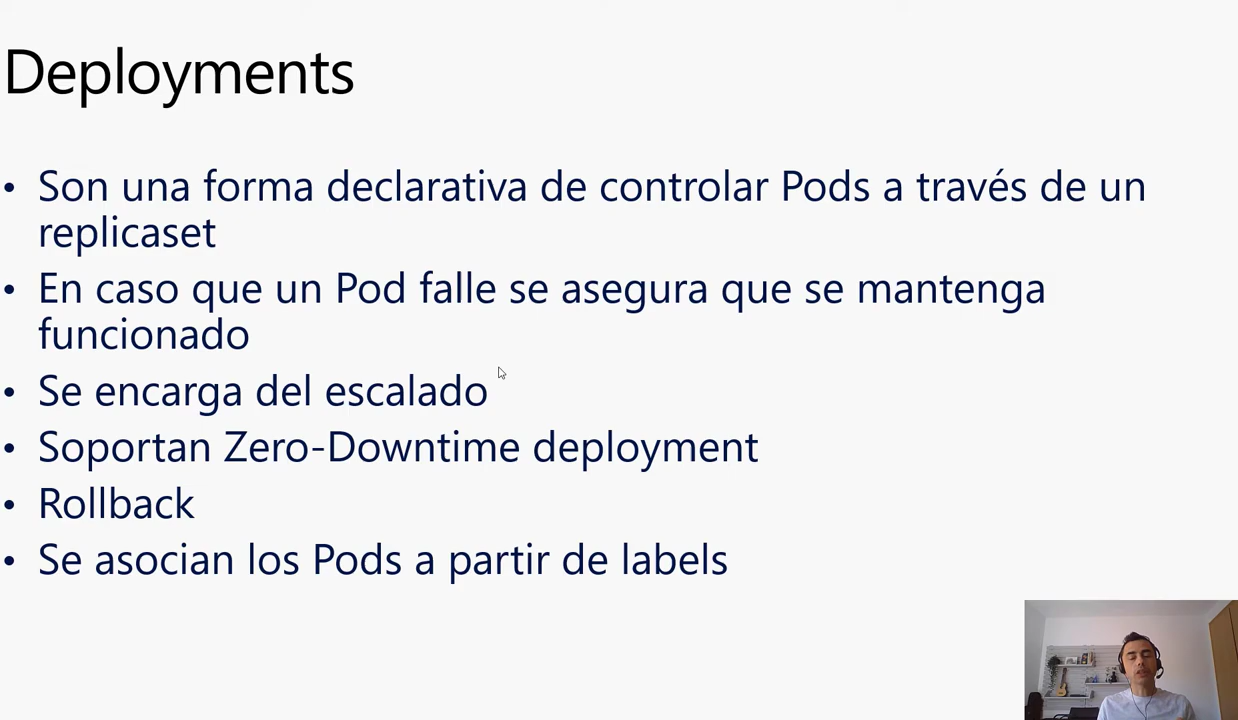 Deployments
• Son una forma declarativa de controlar Pods a través de un
replicaset
• En caso que un Pod falle se asegura que se mantenga
funcionado
• Se encarga del escalado
• Soportan Zero-Downtime deployment
• Rollback
• Se asocian los Pods a partir de labels